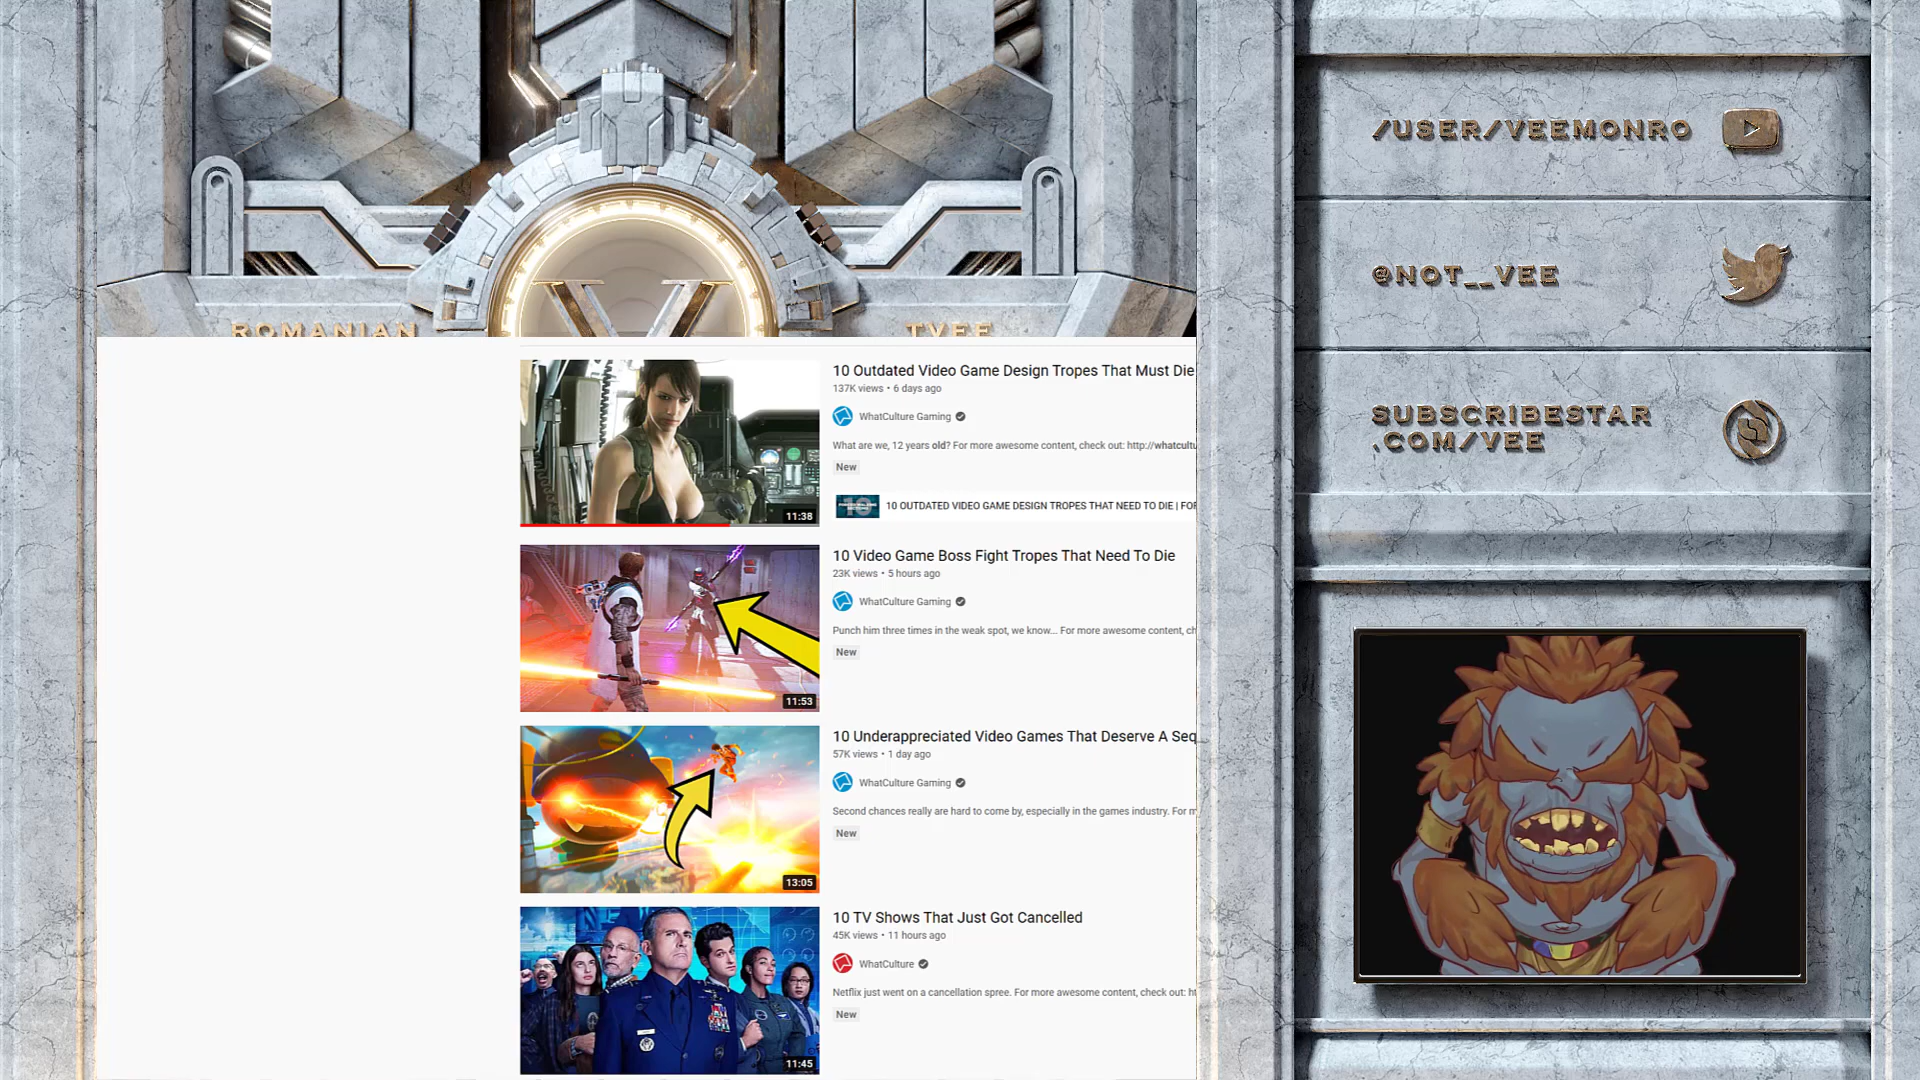 ROMANIAN
TVEE
V
10 Outdated Video Game Design Tropes That Must Die
137K views • 6 days ago
WhatCulture Gaming
What are we, 12 years old? For more awesome content, check out: http://whatcultu
New
10 OUTDATED VIDEO GAME DESIGN TROPES THAT NEED TO DIE | FOR
11:38
10 Video Game Boss Fight Tropes That Need To Die
23K views • 5 hours ago
WhatCulture Gaming
Punch him three times in the weak spot, we know... For more awesome content, ch
New
11:53
10 Underappreciated Video Games That Deserve A Seq
57K views • 1 day ago
WhatCulture Gaming
Second chances really are hard to come by, especially in the games industry. For m
New
13:05
10 TV Shows That Just Got Cancelled
45K views • 11 hours ago
WhatCulture
Netflix just went on a cancellation spree. For more awesome content, check out: ht
New
11:45
/USER/VEEMONRO
@NOT__VEE
SUBSCRIBESTAR
.COM/VEE